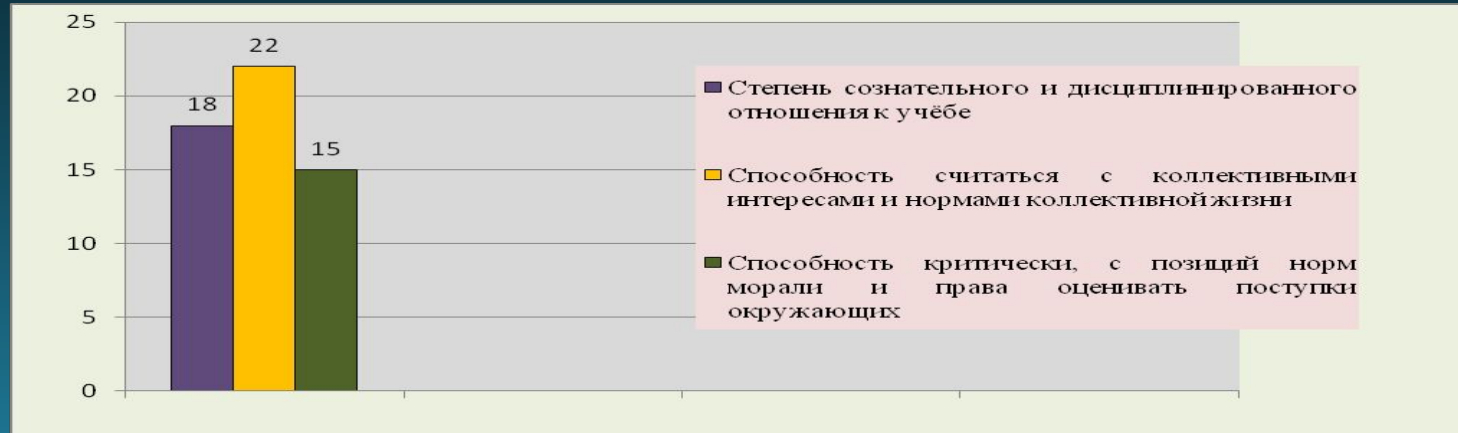 25
20
15
10
5
0
18
22
15
Степень сознательного и дисциплинированного
отношения к учёбе
Способность считаться с коллективными
интересами и нормами коллективной жизни
Способность критически, с позиций норм
морали и права оценивать поступки
окружающих